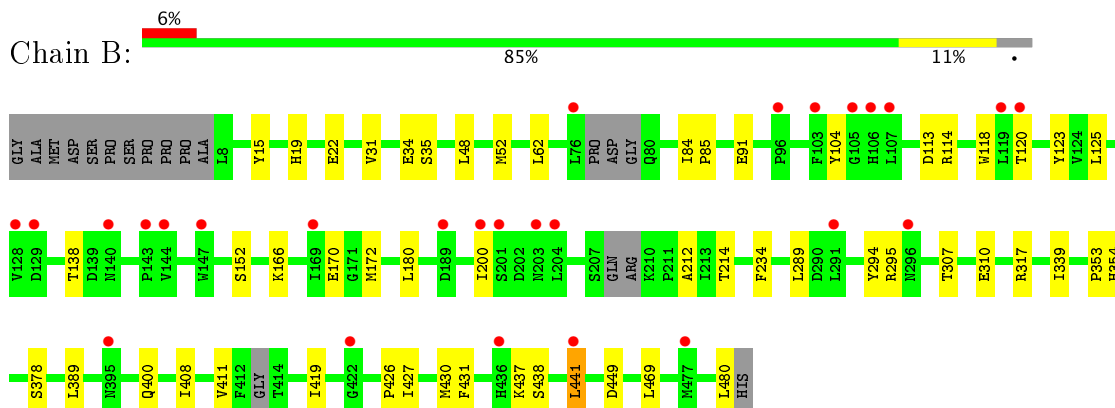 6%
Chain B:
85% 11% •
GLY ALA MET ASP SER PRO SER PRO PRO PRO ALA L8 Y15 H19 E22 V31 E34 S35 L48 M52 L62 L76 PRO ASP GLY Q80 I84 P85 E91 P96 F103 Y104 G105 H106 L107 D113 R114 W118 L119 T120 Y123 V124 L125
V128 D129 T138 D139 N140 P143 V144 W147 S152 K166 I169 E170 G171 M172 L180 D189 I200 S201 D202 N203 L204 S207 GLN ARG K210 P211 A212 I213 T214 F234 L289 D290 L291 Y294 R295 N296 T307 E310 R317 I339 P353 H354
S378 L389 N395 Q400 I408 V411 F412 GLY T414 I419 G422 P426 I427 M430 F431 H436 K437 S438 L441 D449 L469 M477 L480 HIS